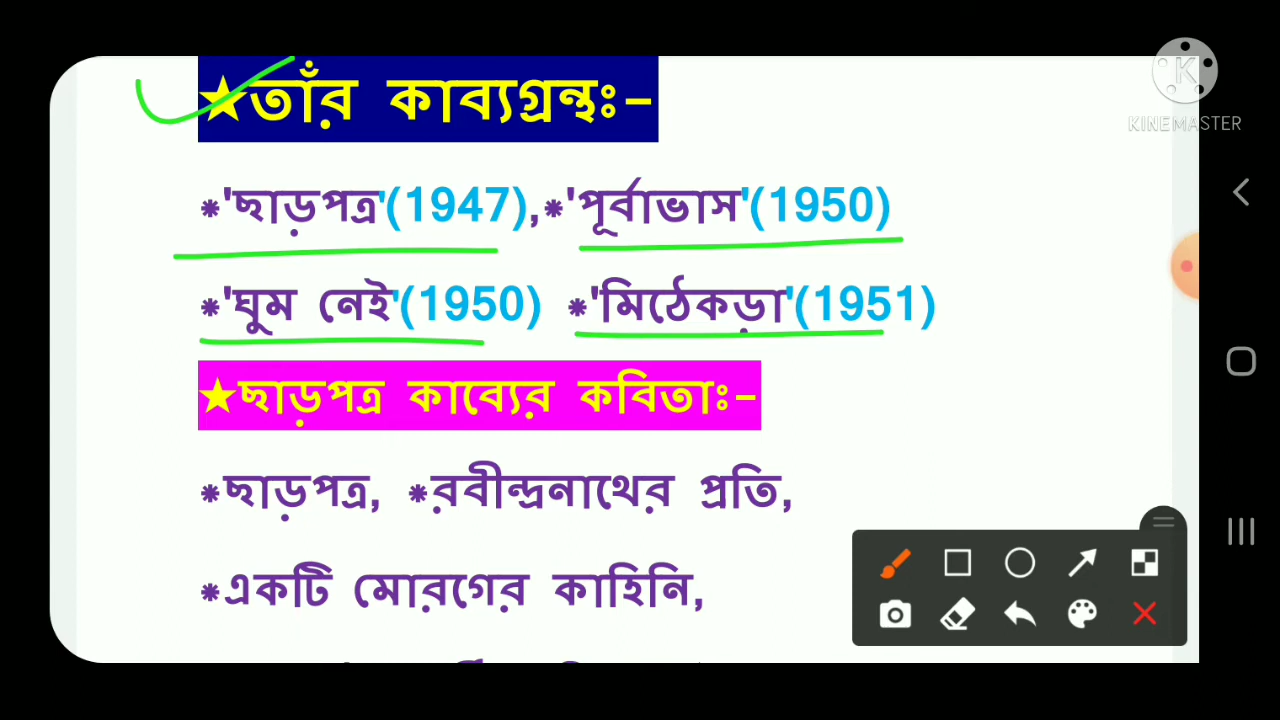 ★তাঁর কাব্যগ্রন্থঃ-
KINEMASTER
⁕'ছাড়পত্র'(1947),⁕'পূর্বাভাস'(1950)
⁕'ঘুম নেই'(1950) ⁕'মিঠেকড়া'(1951)
★ছাড়পত্র কাব্যের কবিতাঃ-
⁕ছাড়পত্র, ⁕রবীন্দ্রনাথের প্রতি,
⁕একটি মোরগের কাহিনি,